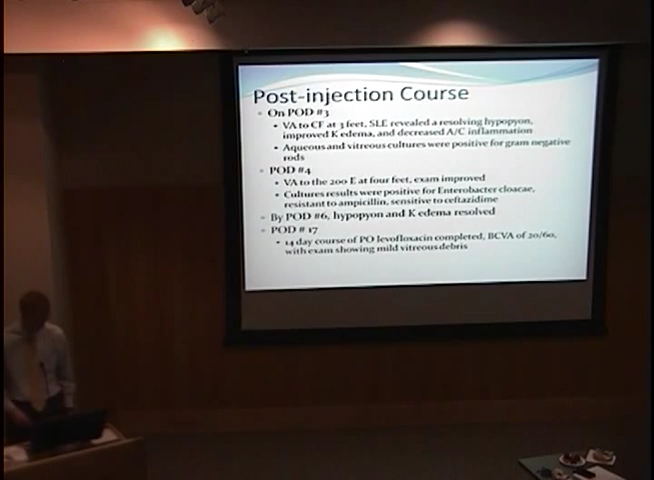 Post-injection Course
On POD #3
VA to CF at 3 feet, SLE revealed a resolving hypopyon,
improved K edema, and decreased A/C inflammation
Aqueous and vitreous cultures were positive for gram negative
rods
POD #4
VA to the 200 E at four feet, exam improved
Cultures results were positive for Enterobacter cloacae,
resistant to ampicillin, sensitive to ceftazidime
By POD #6, hypopyon and K edema resolved
POD # 17
14 day course of PO levofloxacin completed, BCVA of 20/60,
with exam showing mild vitreous debris